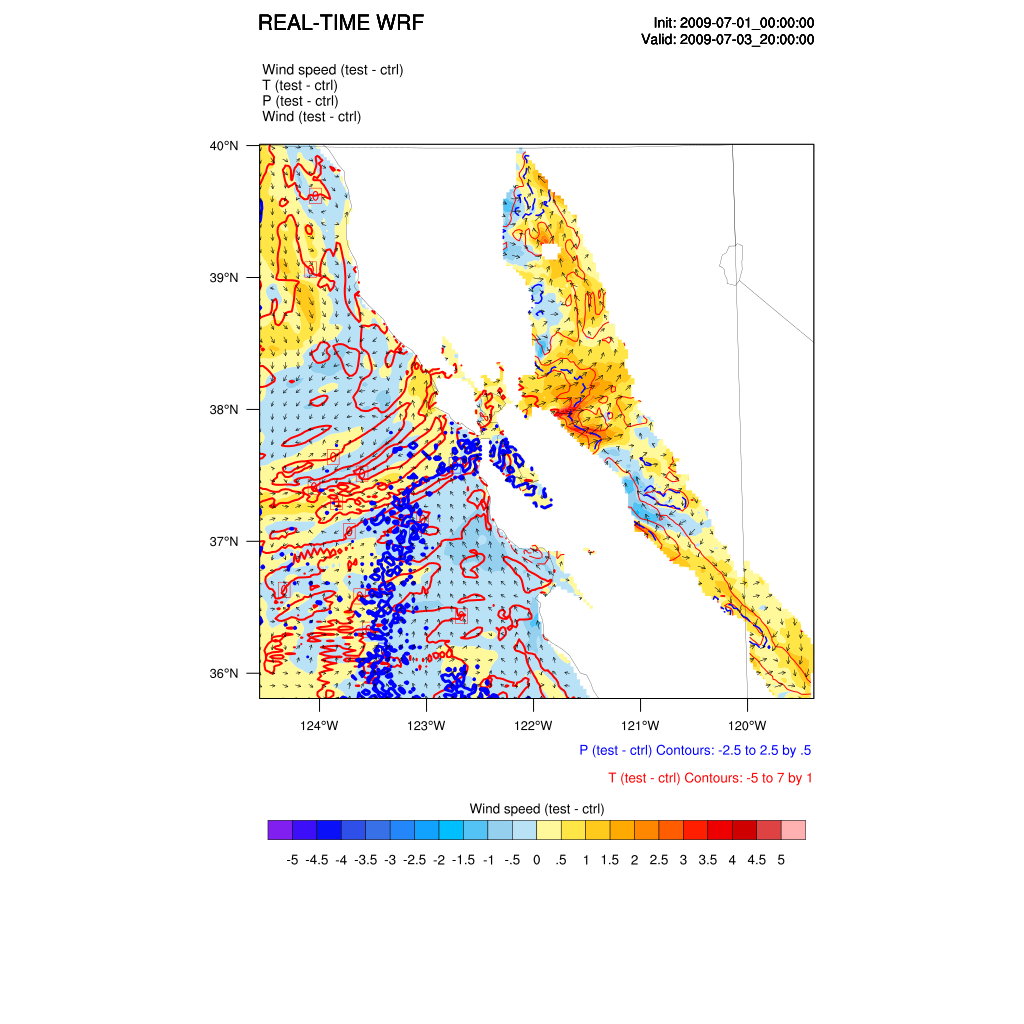 REAL-TIME WRF
Init: 2009-07-01_00:00:00
Valid: 2009-07-03_20:00:00
Wind speed (test - ctrl)
T (test - ctrl)
P (test - ctrl)
Wind (test - ctrl)
40°N
39°N
38°N
37°N
36°N
124°W 123°W 122°W 121°W 120°W
P (test - ctrl) Contours: -2.5 to 2.5 by .5
T (test - ctrl) Contours: -5 to 7 by 1
Wind speed (test - ctrl)
-5 -4.5 -4 -3.5 -3 -2.5 -2 -1.5 -1 -.5 0 .5 1 1.5 2 2.5 3 3.5 4 4.5 5